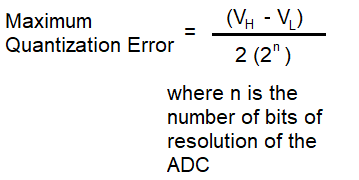 Maximum Quantization Error = (V_H - V_L) / 2 (2^n)
where n is the
number of bits of
resolution of the
ADC